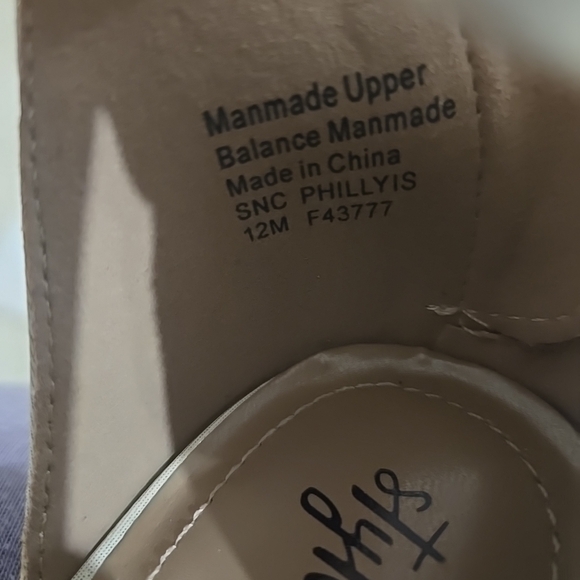 Manmade Upper
Balance Manmade
Made in China
SNC PHILLYIS
12M F43777